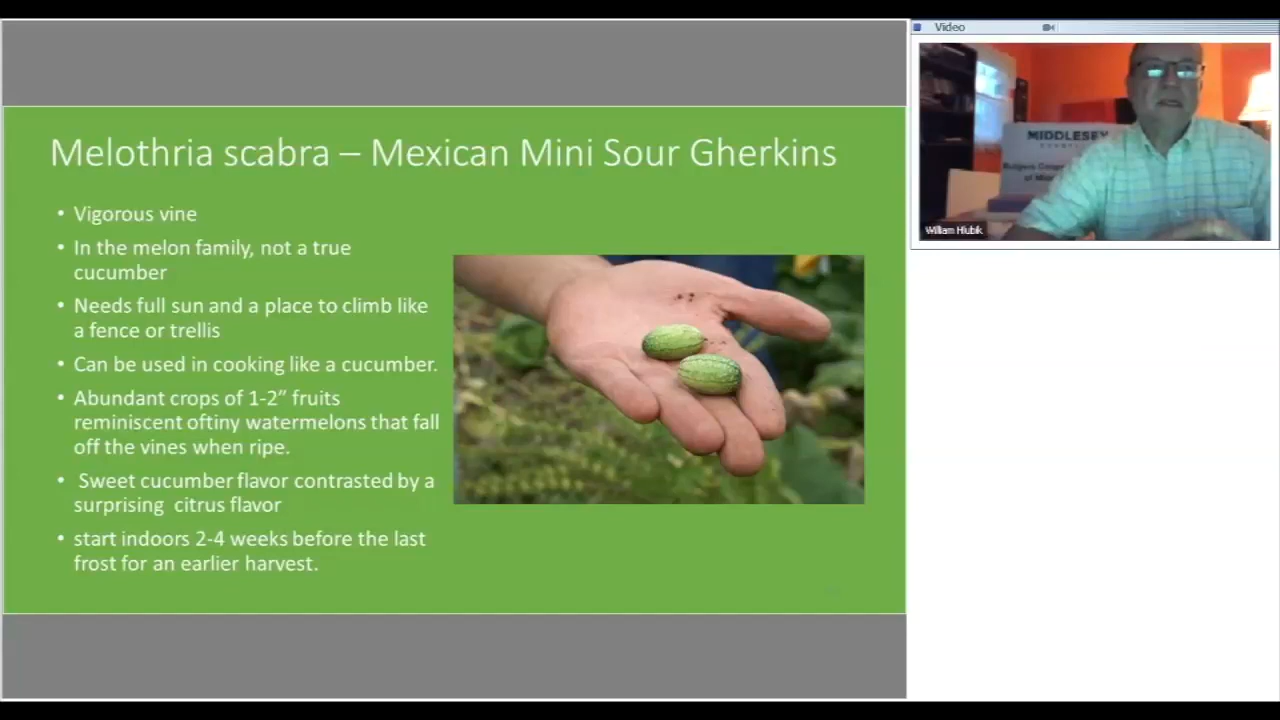 Melothria scabra – Mexican Mini Sour Gherkins
• Vigorous vine
• In the melon family, not a true
cucumber
• Needs full sun and a place to climb like
a fence or trellis
• Can be used in cooking like a cucumber.
• Abundant crops of 1-2” fruits
reminiscent oftiny watermelons that fall
off the vines when ripe.
• Sweet cucumber flavor contrasted by a
surprising citrus flavor
• start indoors 2-4 weeks before the last
frost for an earlier harvest.
Video
MIDDLESEX
of
William Hlubik